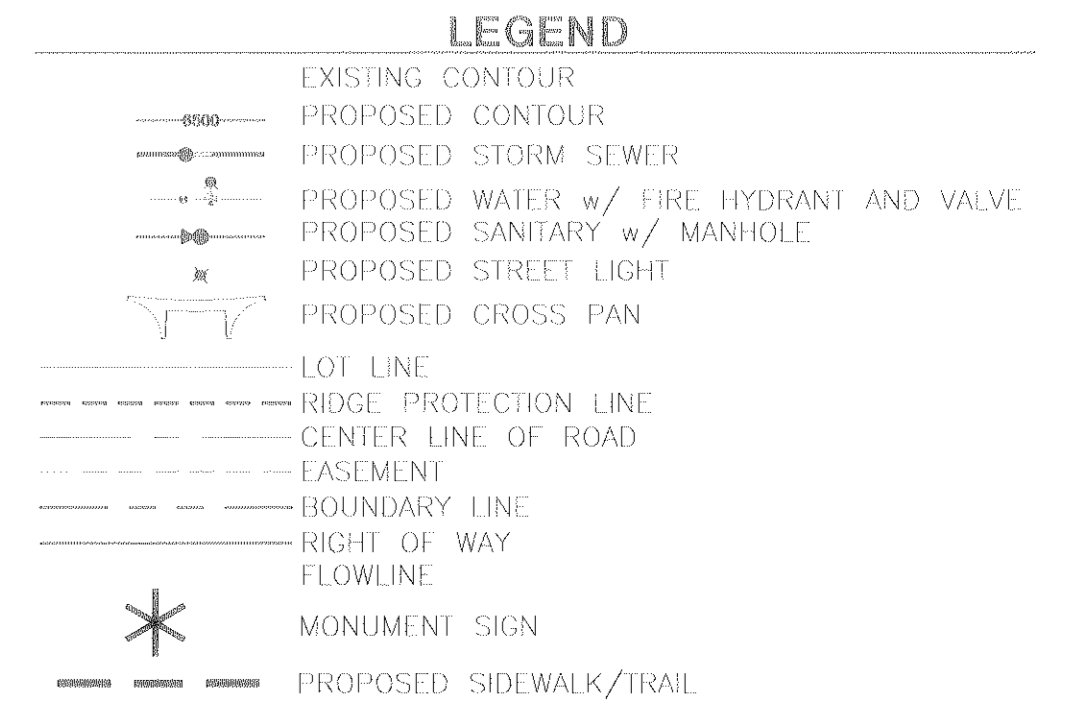 LEGEND
EXISTING CONTOUR
6500 PROPOSED CONTOUR
PROPOSED STORM SEWER
PROPOSED WATER w/ FIRE HYDRANT AND VALVE
PROPOSED SANITARY w/ MANHOLE
PROPOSED STREET LIGHT
PROPOSED CROSS PAN
LOT LINE
RIDGE PROTECTION LINE
CENTER LINE OF ROAD
EASEMENT
BOUNDARY LINE
RIGHT OF WAY
FLOWLINE
MONUMENT SIGN
PROPOSED SIDEWALK/TRAIL